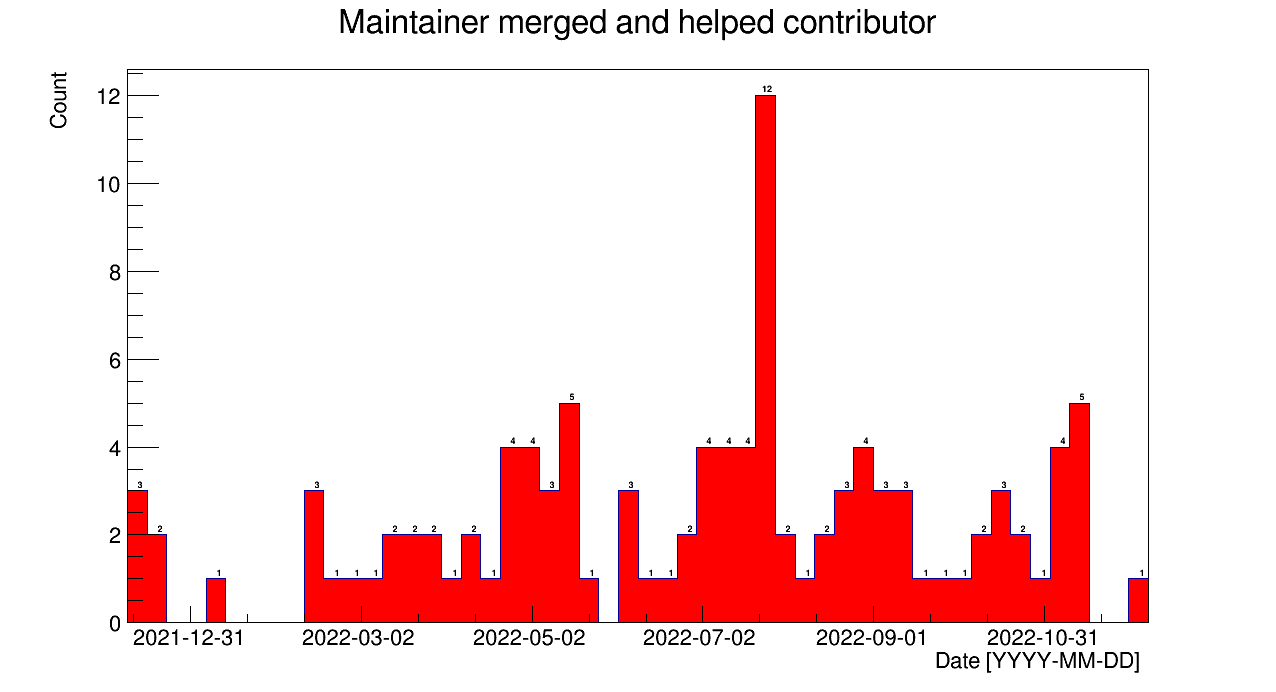 Maintainer merged and helped contributor
Count
12
10
8
6
4
2
0
3 2 1 3 1 1 1 2 2 2 1 2 1 4 4 3 5 1 3 1 1 2 4 4 4 12 2 1 2 3 4 3 3 1 1 1 2 3 2 1 4 5 1
2021-12-31 2022-03-02 2022-05-02 2022-07-02 2022-09-01 2022-10-31
Date [YYYY-MM-DD]